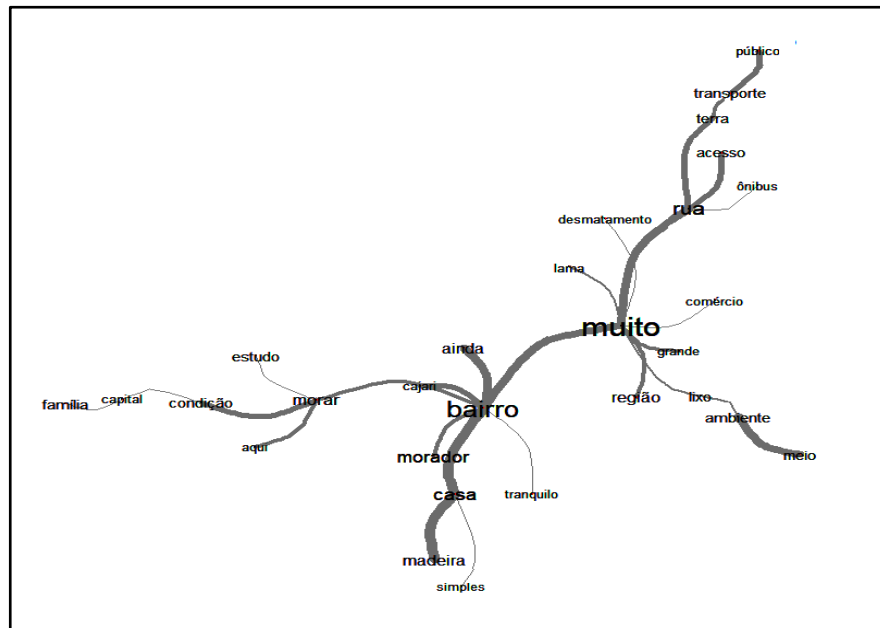 público
transporte
terra
acesso
ônibus
rua
desmatamento
lama
comércio
muito
ainda
grande
estudo
cajari
região
lixo
família
capital
condição
morar
bairro
ambiente
aqui
morador
meio
casa
tranquilo
madeira
simples